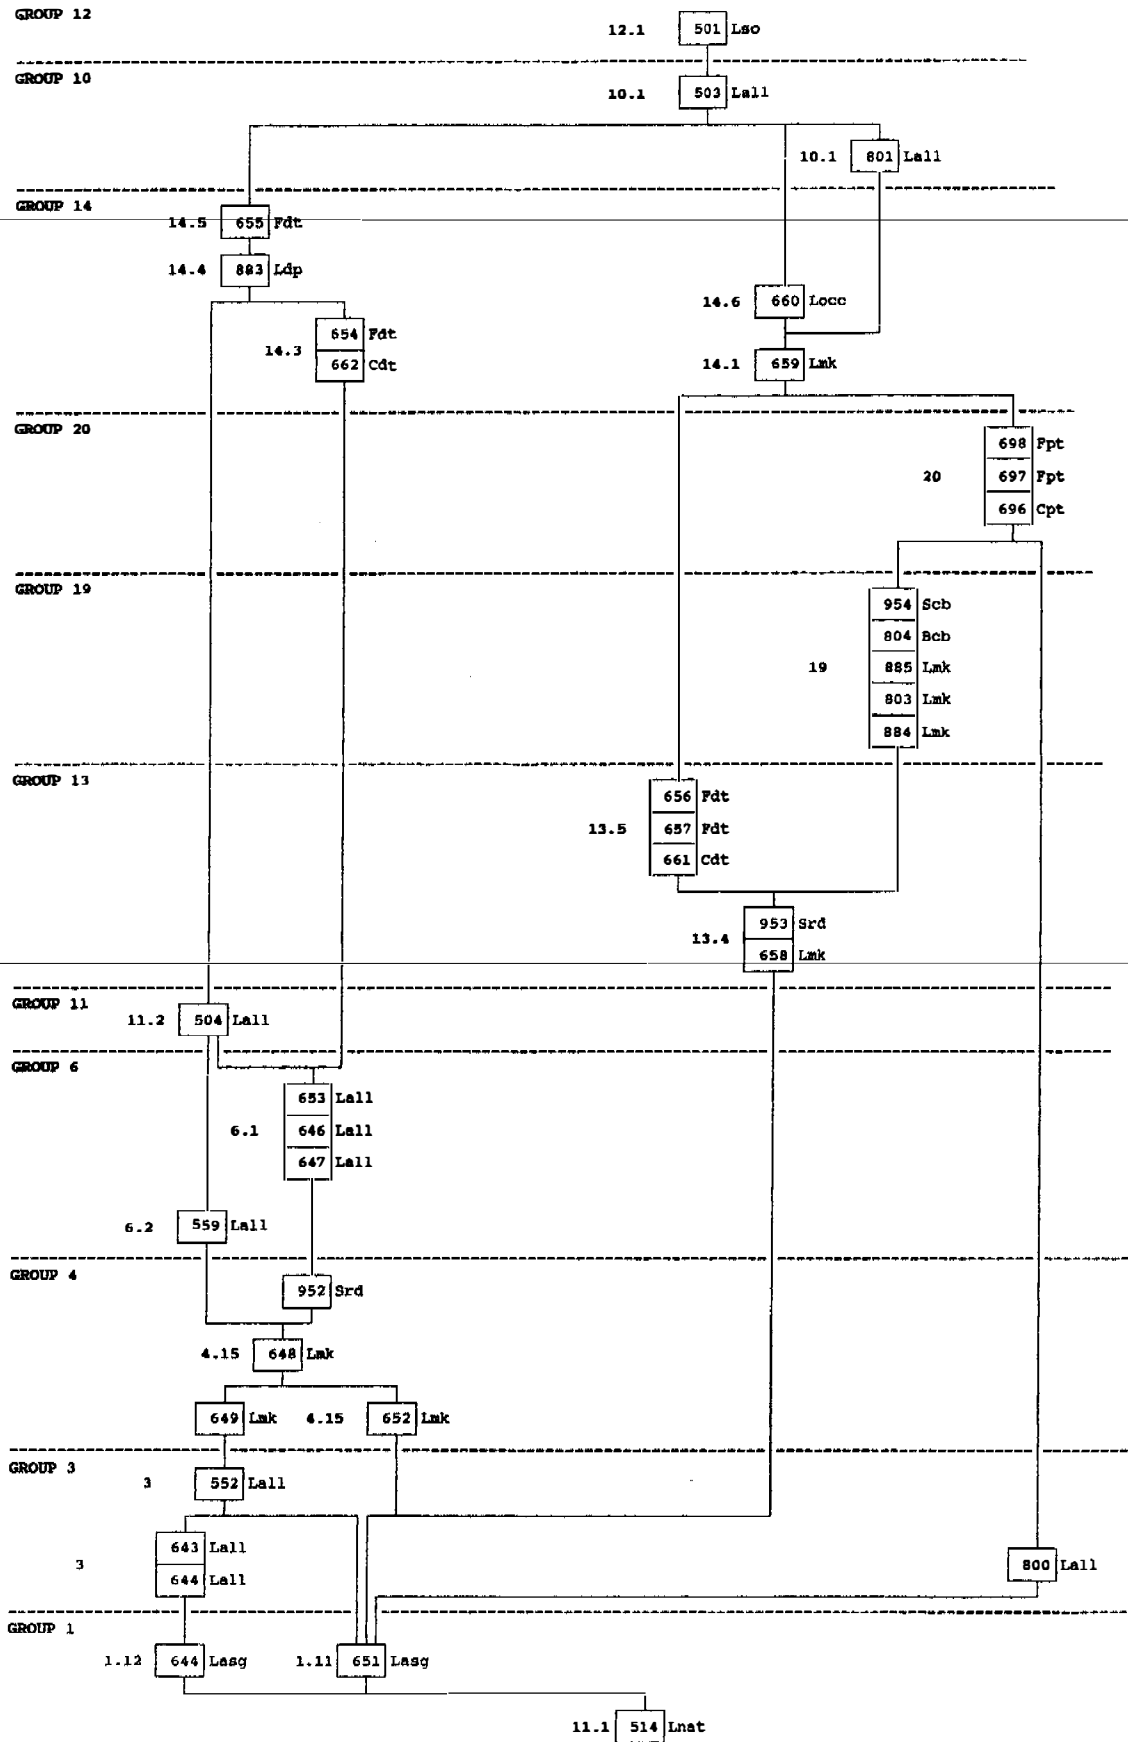 GROUP 12
12.1 501 Lso
GROUP 10
10.1 503 Lall
10.1 801 Lall
GROUP 14
14.5 655 Fdt
14.4 883 Ldp
14.6 660 Locc
14.3 654 Fdt
662 Cdt
14.1 659 Lmk
GROUP 20
698 Fpt
20 697 Fpt
696 Cpt
GROUP 19
954 Scb
804 Bcb
19 885 Lmk
803 Lmk
884 Lmk
GROUP 13
656 Fdt
13.5 657 Fdt
661 Cdt
13.4 953 Srd
658 Lmk
GROUP 11
11.2 504 Lall
GROUP 6
653 Lall
6.1 646 Lall
647 Lall
6.2 559 Lall
GROUP 4
952 Srd
4.15 648 Lmk
649 Lmk 4.15 652 Lmk
GROUP 3
3 552 Lall
643 Lall
3 644 Lall
800 Lall
GROUP 1
1.12 644 Lasg 1.11 651 Lasg
11.1 514 Lnat